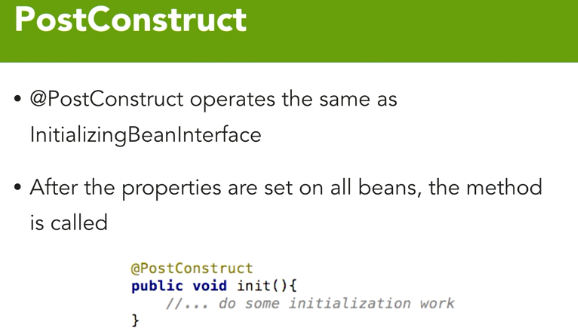 PostConstruct
• @PostConstruct operates the same as
InitializingBeanInterface
• After the properties are set on all beans, the method
is called
@PostConstruct
public void init(){
//... do some initialization work
}